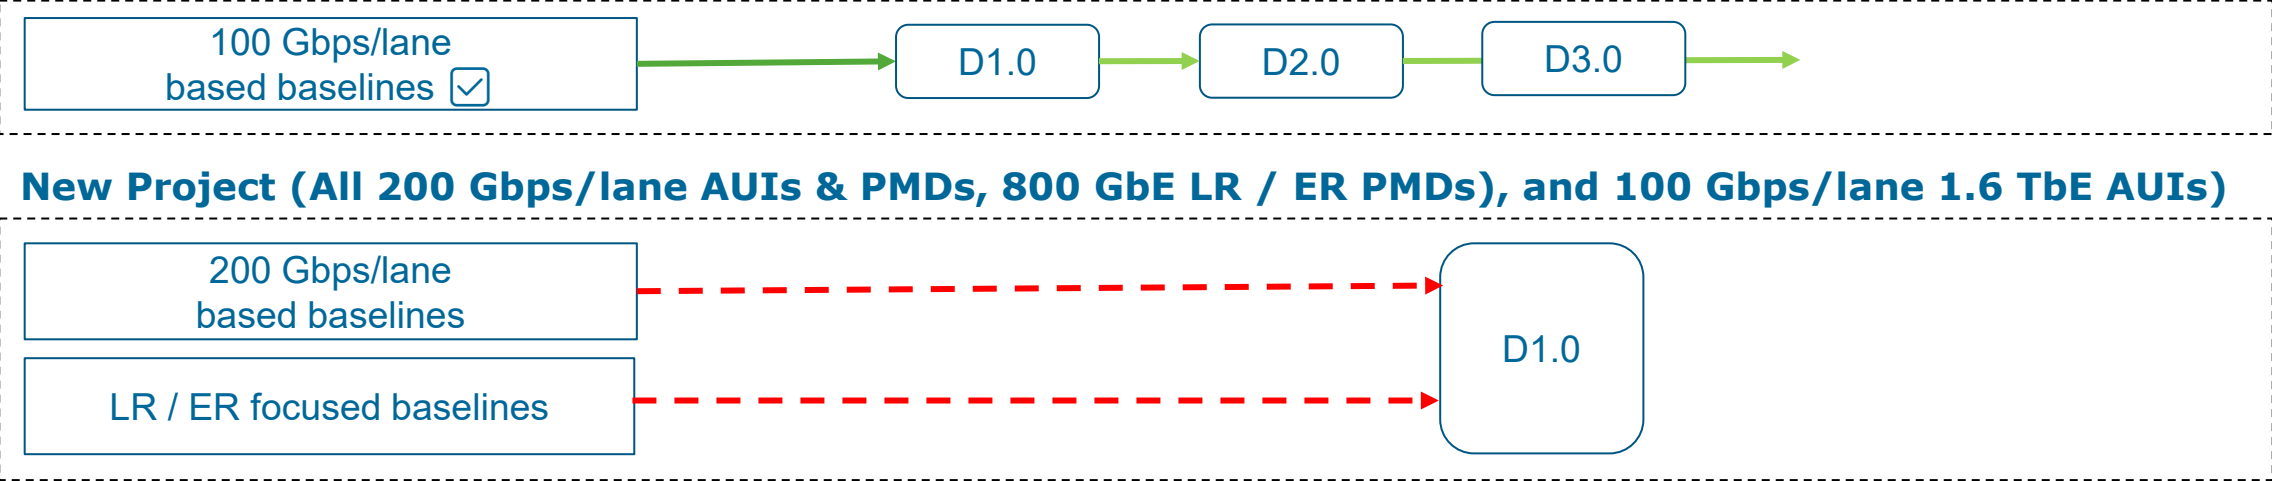 100 Gbps/lane
based baselines
D1.0
D2.0
D3.0
New Project (All 200 Gbps/lane AUIs & PMDs, 800 GbE LR / ER PMDs), and 100 Gbps/lane 1.6 TbE AUIs)
200 Gbps/lane
based baselines
LR / ER focused baselines
D1.0